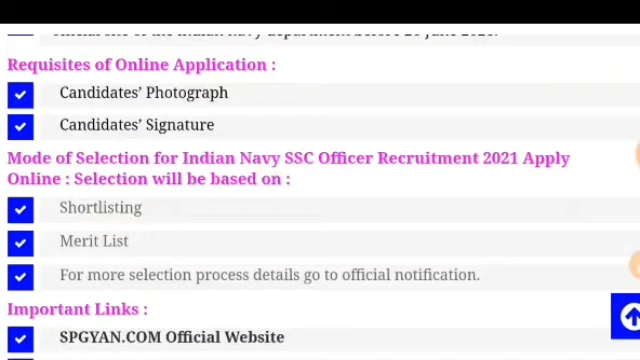 Requisites of Online Application :
Candidates’ Photograph
Candidates’ Signature
Mode of Selection for Indian Navy SSC Officer Recruitment 2021 Apply
Online : Selection will be based on :
Shortlisting
Merit List
For more selection process details go to official notification.
Important Links :
SPGYAN.COM Official Website